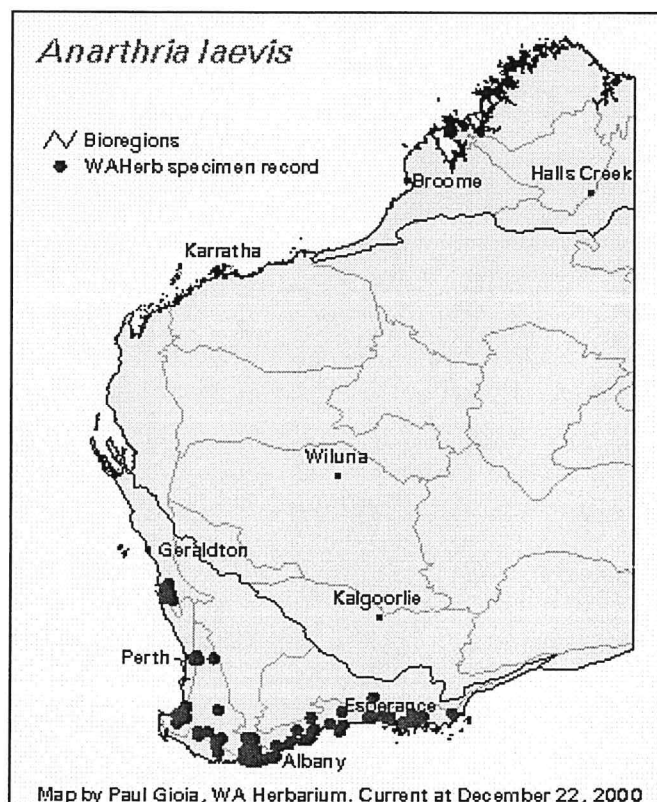 Anarthria laevis
Bioregions
WAHerb specimen record
Broome
Halls Creek
Karratha
Wiluna
Geraldton
Kalgoorlie
Perth
Esperance
Albany
Map by Paul Gioia, WA Herbarium. Current at December 22, 2000